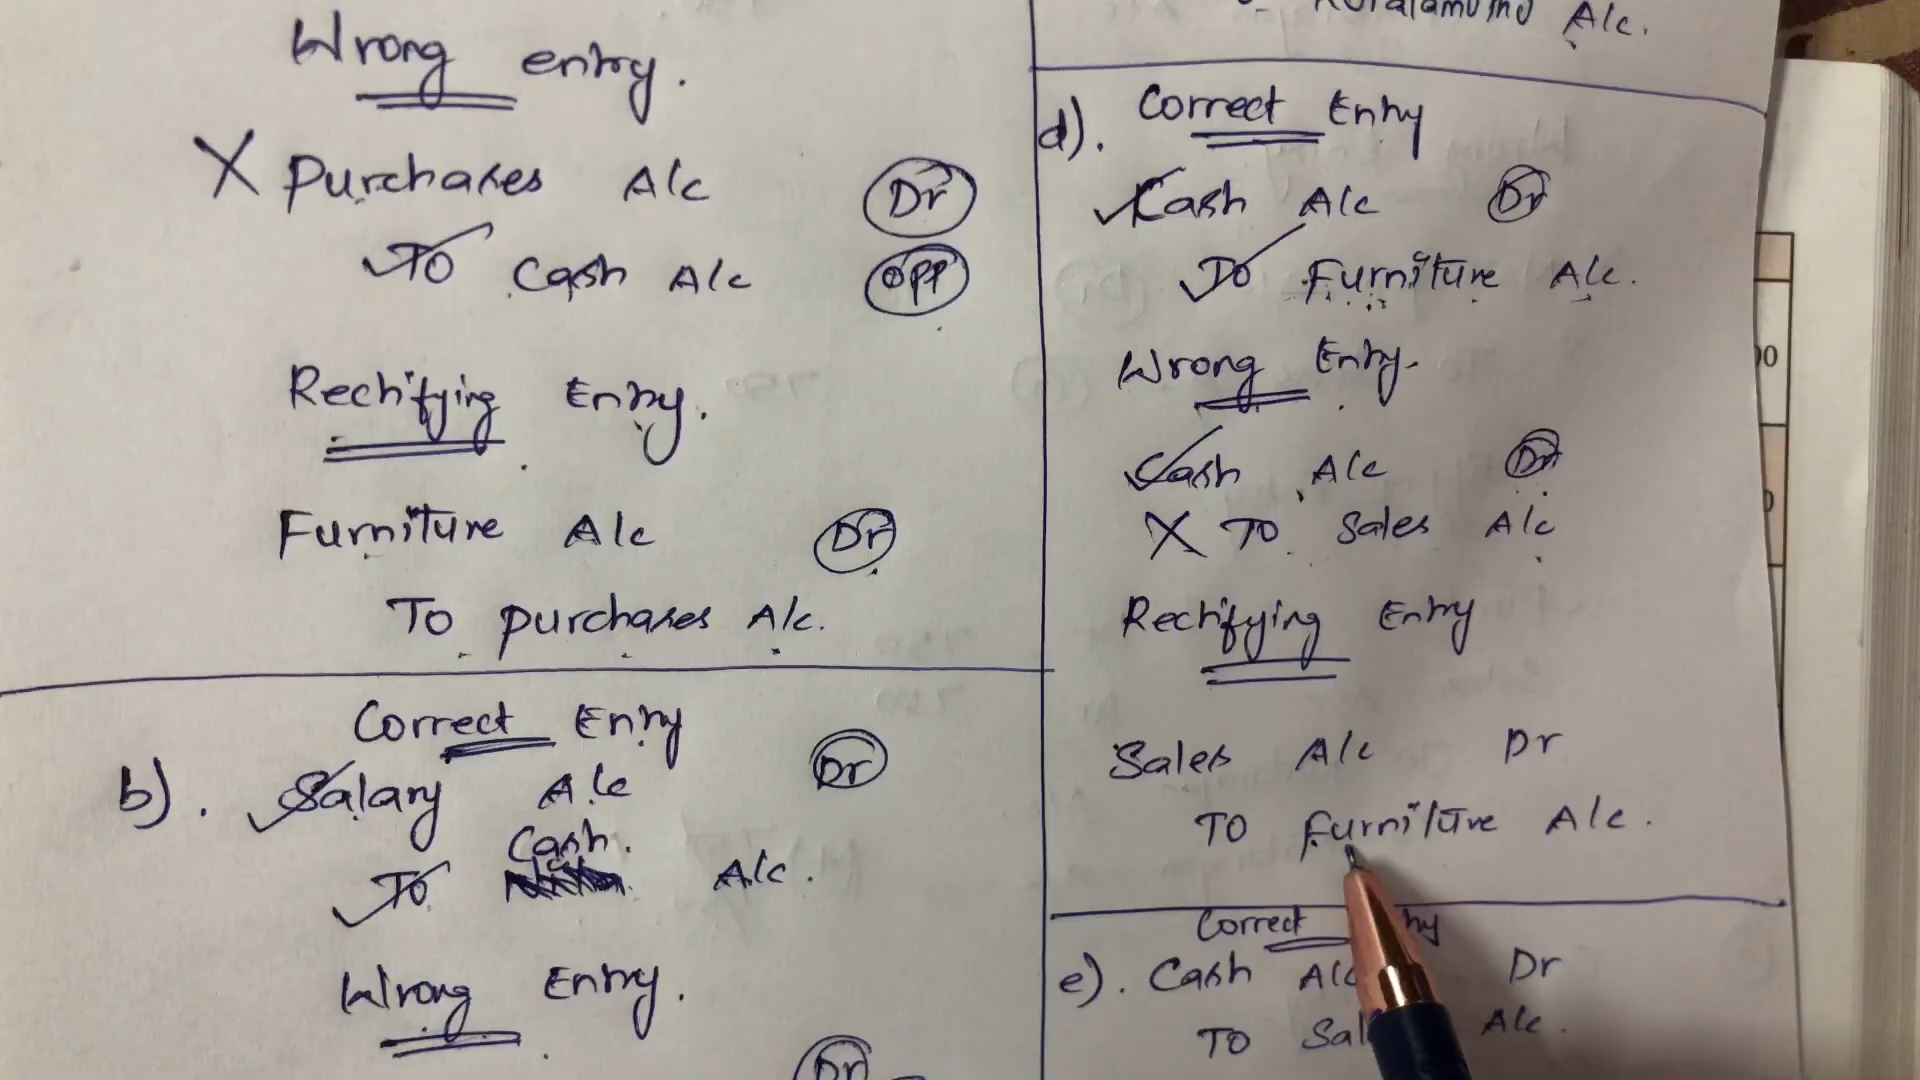 Wrong entry.
X Purchases A/c Dr
To Cash A/c opp
Rectifying Entry.
Furniture A/c Dr
To purchases A/c.
Correct Entry
b). Salary A/c Dr
Cash.
To A/c.
Wrong Entry.
Dr
A/c.
d). Correct Entry
Cash A/c Dr
To Furniture A/c.
Wrong Entry.
Cash A/c Dr
X To Sales A/c
Rectifying Entry
Sales A/c Dr
To Furniture A/c.
Correct
e). Cash A/c Dr
To A/c.